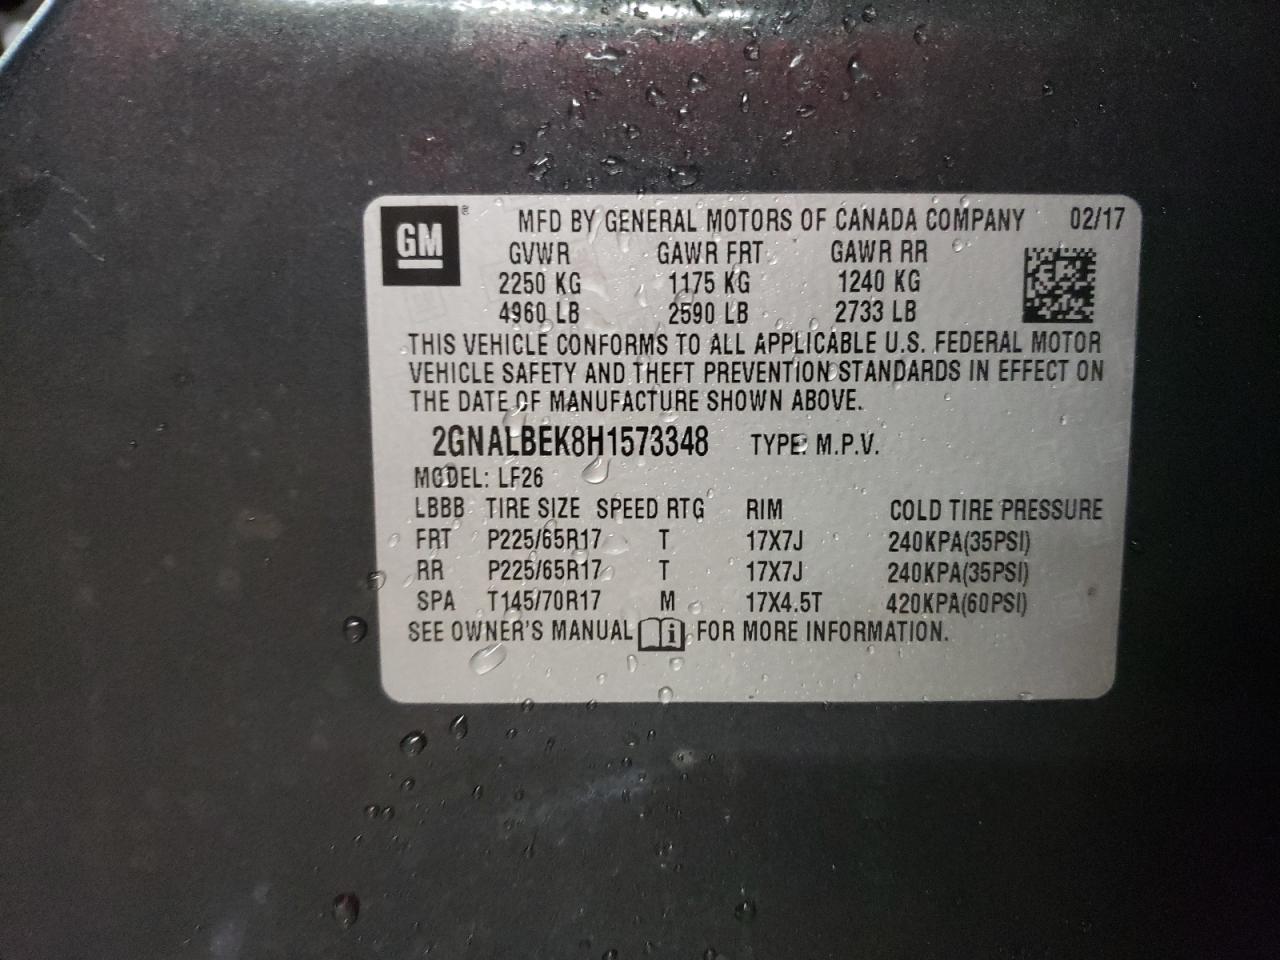 GM ® MFD BY GENERAL MOTORS OF CANADA COMPANY 02/17
GVWR GAWR FRT GAWR RR
2250 KG 1175 KG 1240 KG
4960 LB 2590 LB 2733 LB
THIS VEHICLE CONFORMS TO ALL APPLICABLE U.S. FEDERAL MOTOR
VEHICLE SAFETY AND THEFT PREVENTION STANDARDS IN EFFECT ON
THE DATE OF MANUFACTURE SHOWN ABOVE.
2GNALBEK8H1573348 TYPE: M.P.V.
MODEL: LF26
LBBB TIRE SIZE SPEED RTG RIM COLD TIRE PRESSURE
FRT P225/65R17 T 17X7J 240KPA(35PSI)
RR P225/65R17 T 17X7J 240KPA(35PSI)
SPA T145/70R17 M 17X4.5T 420KPA(60PSI)
SEE OWNER'S MANUAL i FOR MORE INFORMATION.